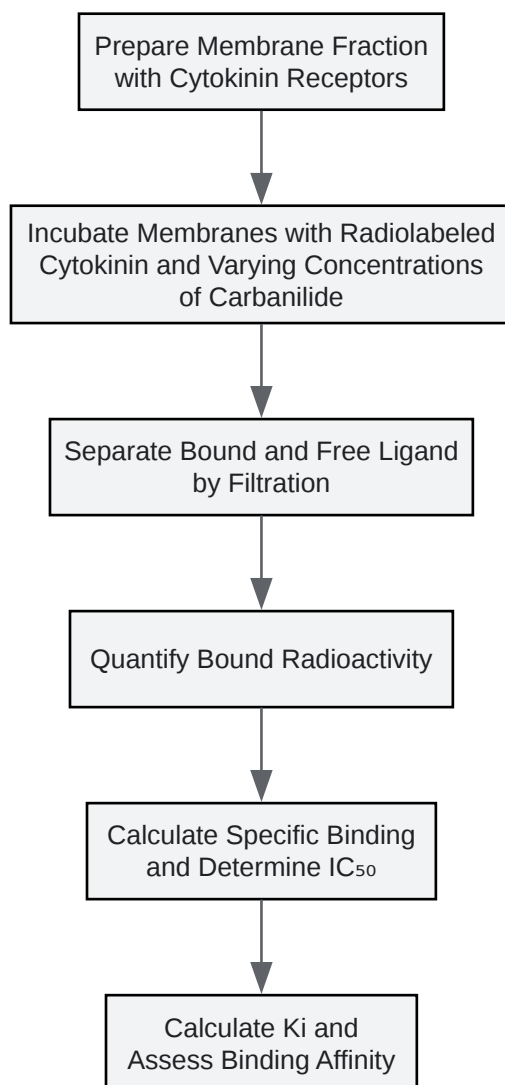 Prepare Membrane Fraction
with Cytokinin Receptors
Incubate Membranes with Radiolabeled
Cytokinin and Varying Concentrations
of Carbanilide
Separate Bound and Free Ligand
by Filtration
Quantify Bound Radioactivity
Calculate Specific Binding
and Determine IC₅₀
Calculate Ki and
Assess Binding Affinity